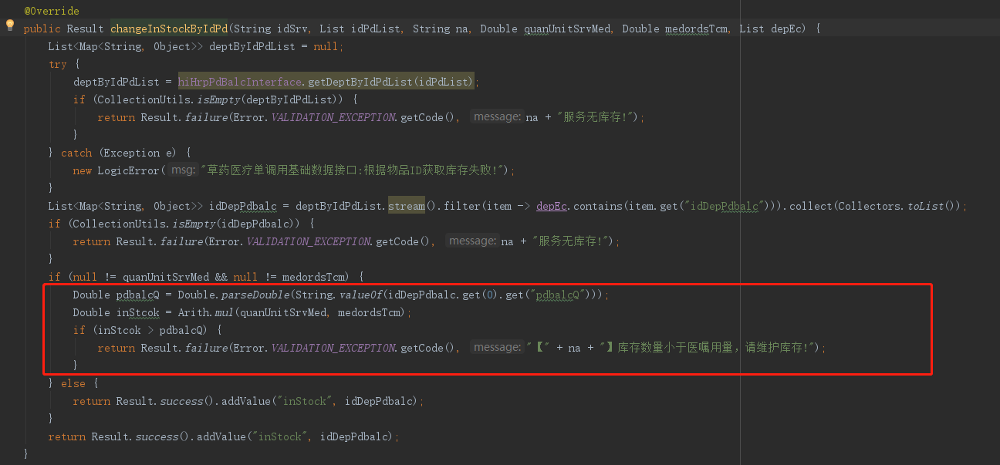 @Override
public Result changeInStockByIdPd(String idSrv, List idPdList, String na, Double quanUnitSrvMed, Double medordsTcm, List depEc) {
List<Map<String, Object>> deptByIdPdList = null;
try {
deptByIdPdList = hiHrpPdBalcInterface.getDeptByIdPdList(idPdList);
if (CollectionUtils.isEmpty(deptByIdPdList)) {
return Result.failure(Error.VALIDATION_EXCEPTION.getCode(), message: na + "服务无库存!");
}
} catch (Exception e) {
new LogicError( msg: "草药医疗单调用基础数据接口:根据物品ID获取库存失败!");
}
List<Map<String, Object>> idDepPdbalc = deptByIdPdList.stream().filter(item -> depEc.contains(item.get("idDepPdbalc"))).collect(Collectors.toList());
if (CollectionUtils.isEmpty(idDepPdbalc)) {
return Result.failure(Error.VALIDATION_EXCEPTION.getCode(), message: na + "服务无库存!");
}
if (null != quanUnitSrvMed && null != medordsTcm) {
Double pdbalcQ = Double.parseDouble(String.valueOf(idDepPdbalc.get(0).get("pdbalcQ")));
Double inStcok = Arith.mul(quanUnitSrvMed, medordsTcm);
if (inStcok > pdbalcQ) {
return Result.failure(Error.VALIDATION_EXCEPTION.getCode(), message: "【" + na + "】库存数量小于医嘱用量，请维护库存!");
}
} else {
return Result.success().addValue("inStock", idDepPdbalc);
}
return Result.success().addValue("inStock", idDepPdbalc);
}